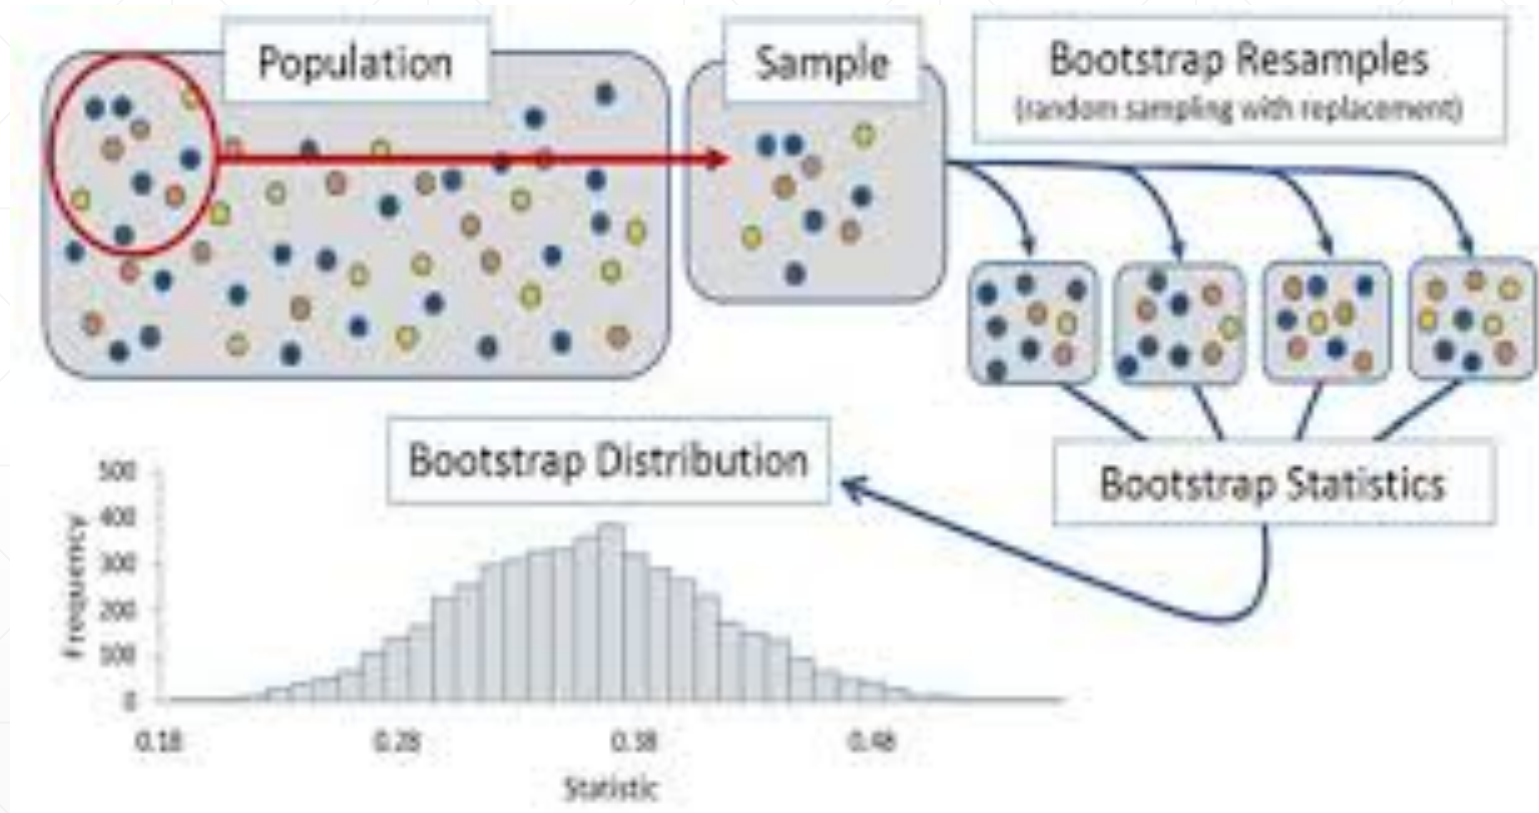 Population
Sample
Bootstrap Resamples
(random sampling with replacement)
Bootstrap Statistics
Bootstrap Distribution
500
400
300
200
100
0
Frequency
0.18
0.28
0.38
0.48
Statistic